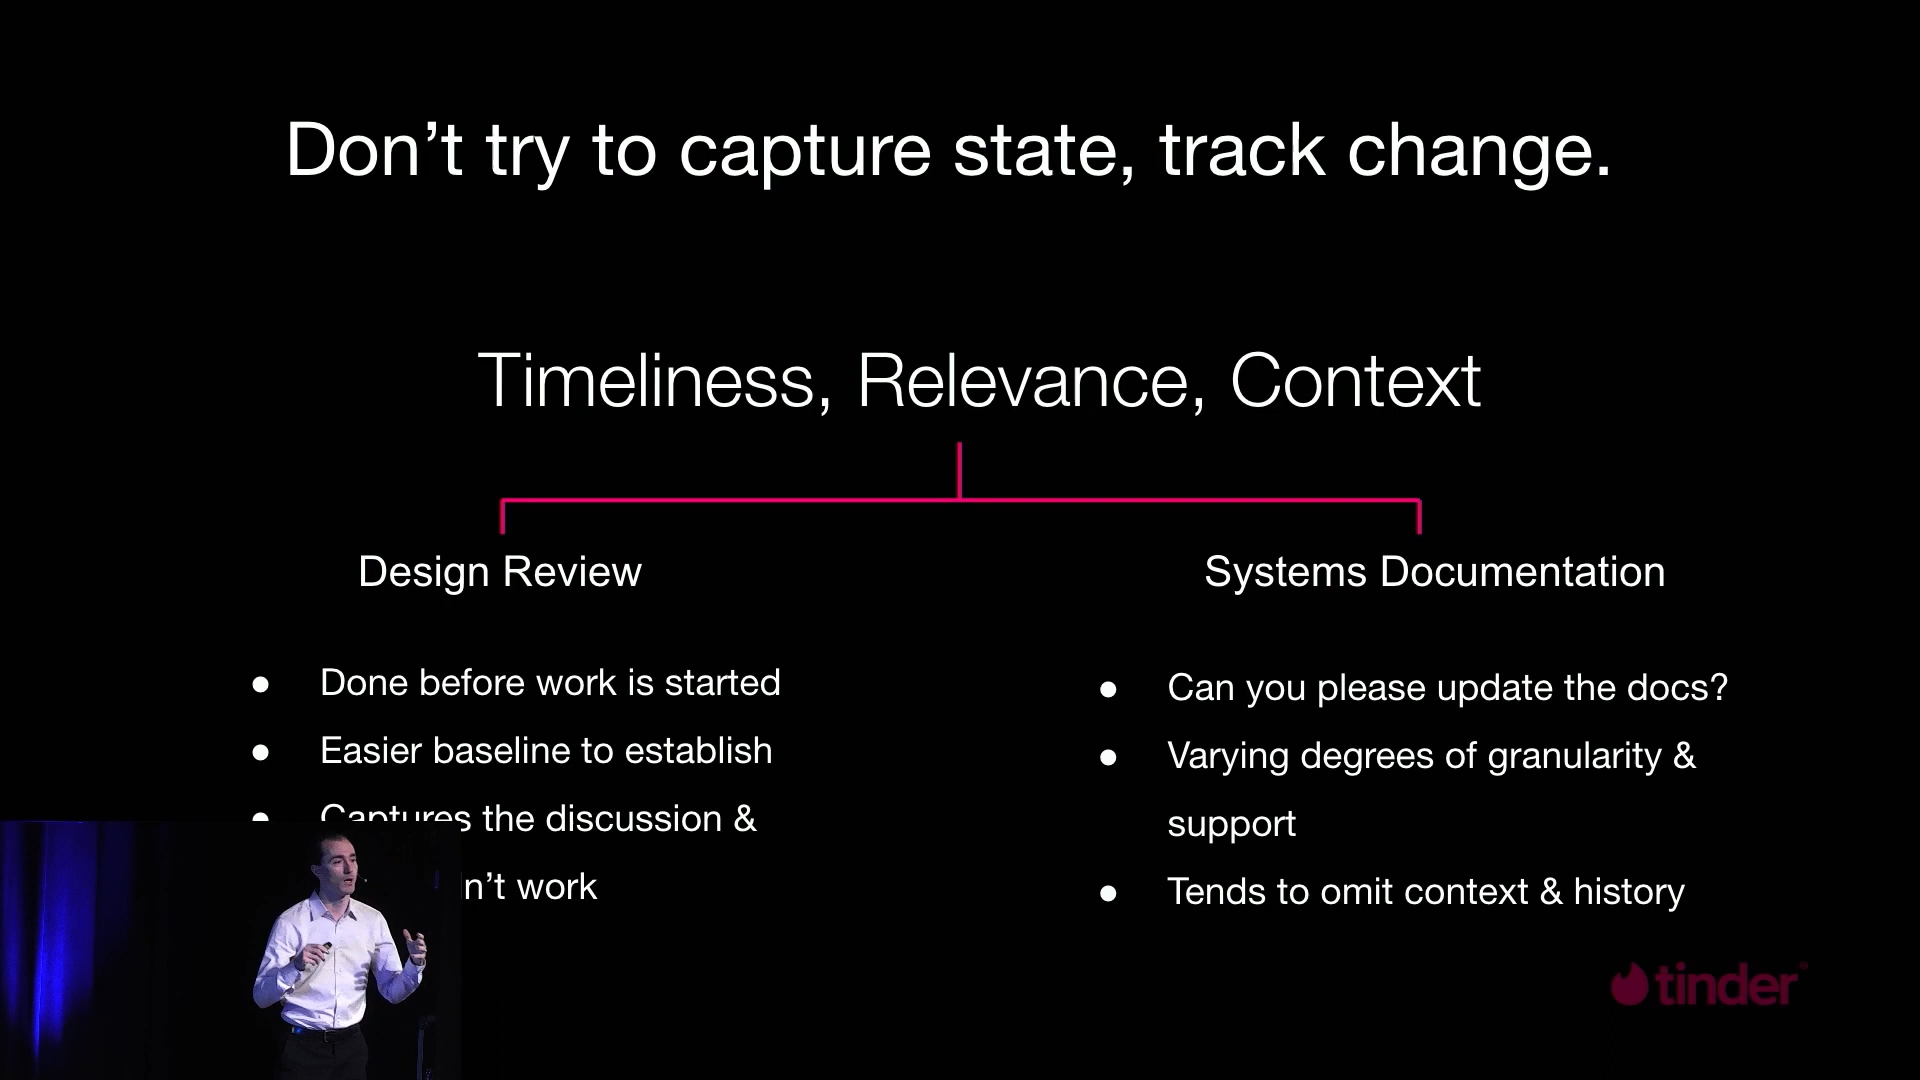 Don’t try to capture state, track change.
Timeliness, Relevance, Context
Design Review
● Done before work is started
● Easier baseline to establish
● Captures the discussion &
work
Systems Documentation
● Can you please update the docs?
● Varying degrees of granularity &
support
● Tends to omit context & history
tinder